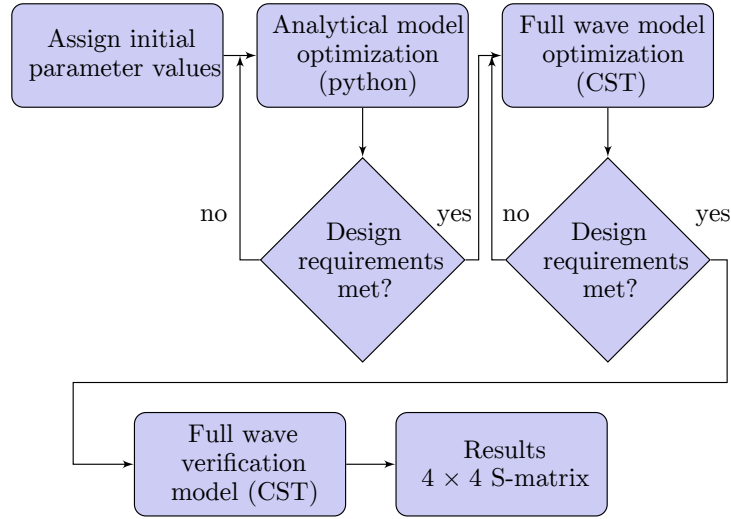 Assign initial
parameter values
Analytical model
optimization
(python)
Full wave model
optimization
(CST)
no
Design
requirements
met?
yes
no
Design
requirements
met?
yes
Full wave
verification
model (CST)
Results
4 × 4 S-matrix